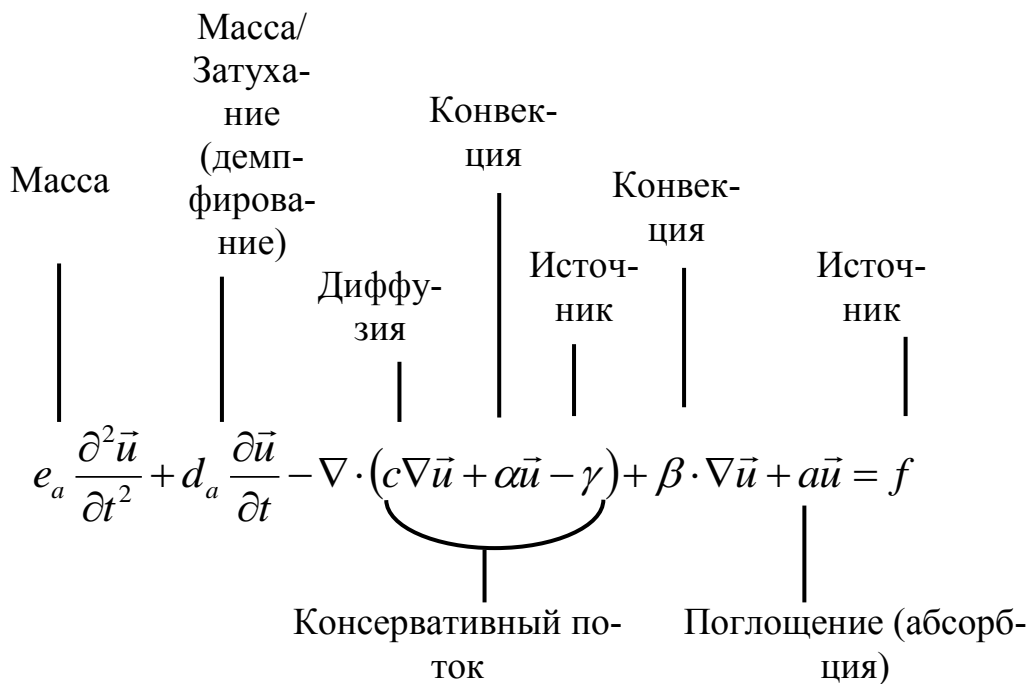 Масса
Масса/
Затуха-
ние
(демп-
фирова-
ние)
Диффу-
зия
Конвек-
ция
Источ-
ник
Конвек-
ция
Источ-
ник
e_a ∂²u⃗/∂t² + d_a ∂u⃗/∂t − ∇·(c∇u⃗ + αu⃗ − γ) + β·∇u⃗ + au⃗ = f
Консервативный по-
ток
Поглощение (абсорб-
ция)